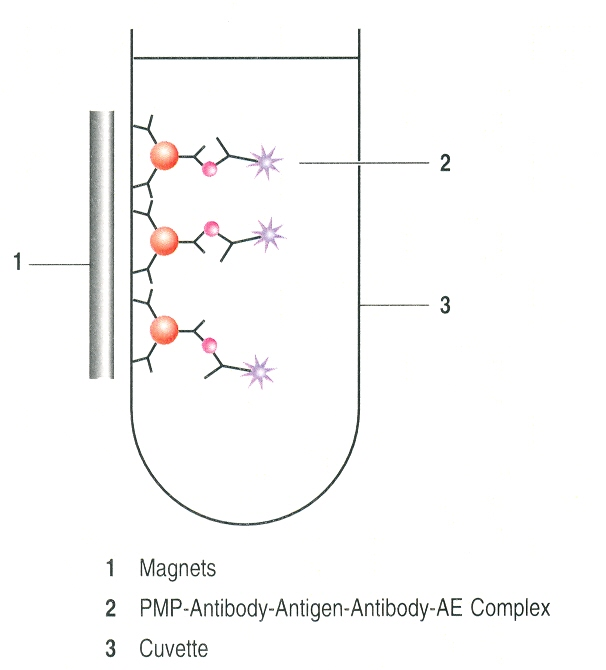 2
1
3
1 Magnets
2 PMP-Antibody-Antigen-Antibody-AE Complex
3 Cuvette